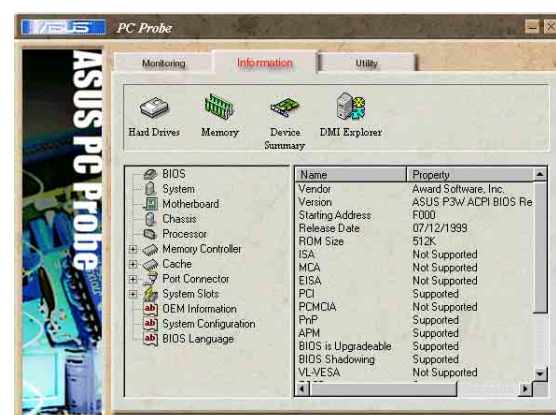 ASUS
PC Probe
ASUS PC Probe
Monitoring
Information
Utility
Hard Drives
Memory
Device
Summary
DMI Explorer
BIOS
System
Motherboard
Chassis
Processor
Memory Controller
Cache
Port Connector
System Slots
OEM Information
System Configuration
BIOS Language
Name Property
Vendor Award Software, Inc.
Version ASUS P3W ACPI BIOS Re
Starting Address F000
Release Date 07/12/1999
ROM Size 512K
ISA Not Supported
MCA Not Supported
EISA Not Supported
PCI Supported
PCMCIA Not Supported
PnP Supported
APM Supported
BIOS is Upgradeable Supported
BIOS Shadowing Supported
VL-VESA Not Supported